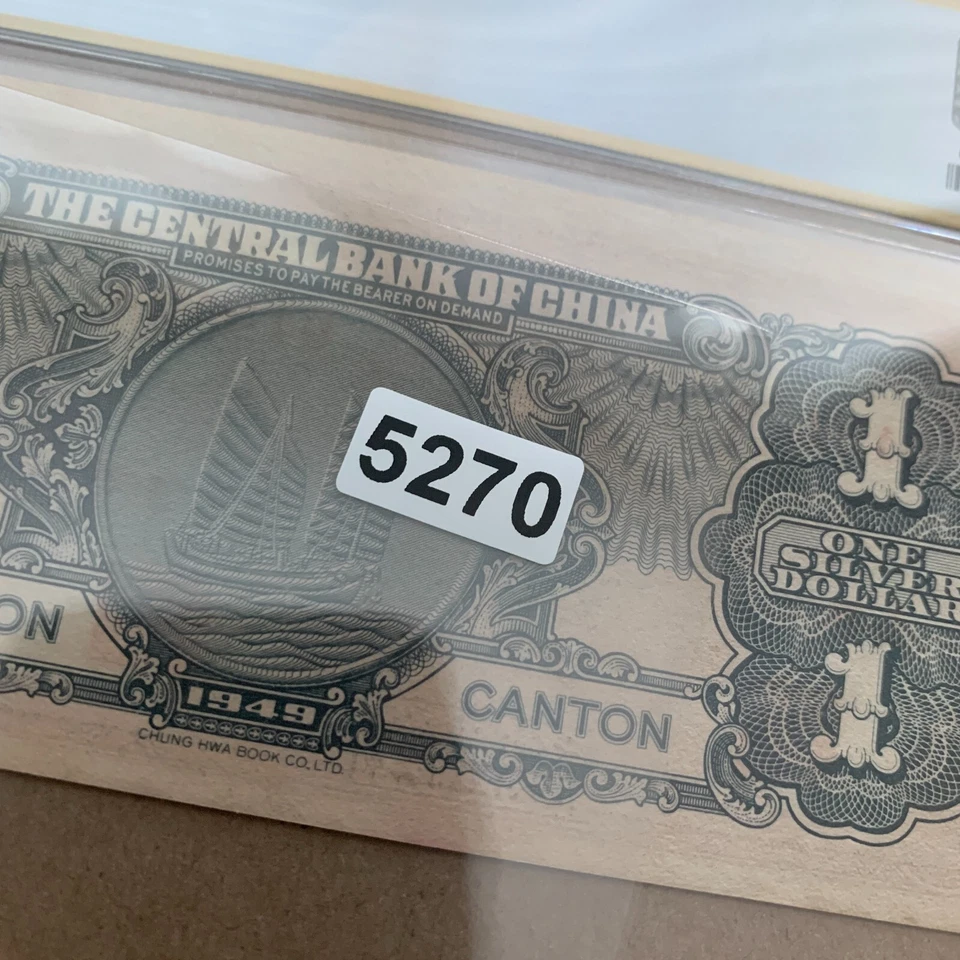 THE CENTRAL BANK OF CHINA
PROMISES TO PAY THE BEARER ON DEMAND
5270
1
ONE
SILVER
DOLLAR
1
ON
1949
CANTON
CHUNG HWA BOOK CO., LTD.